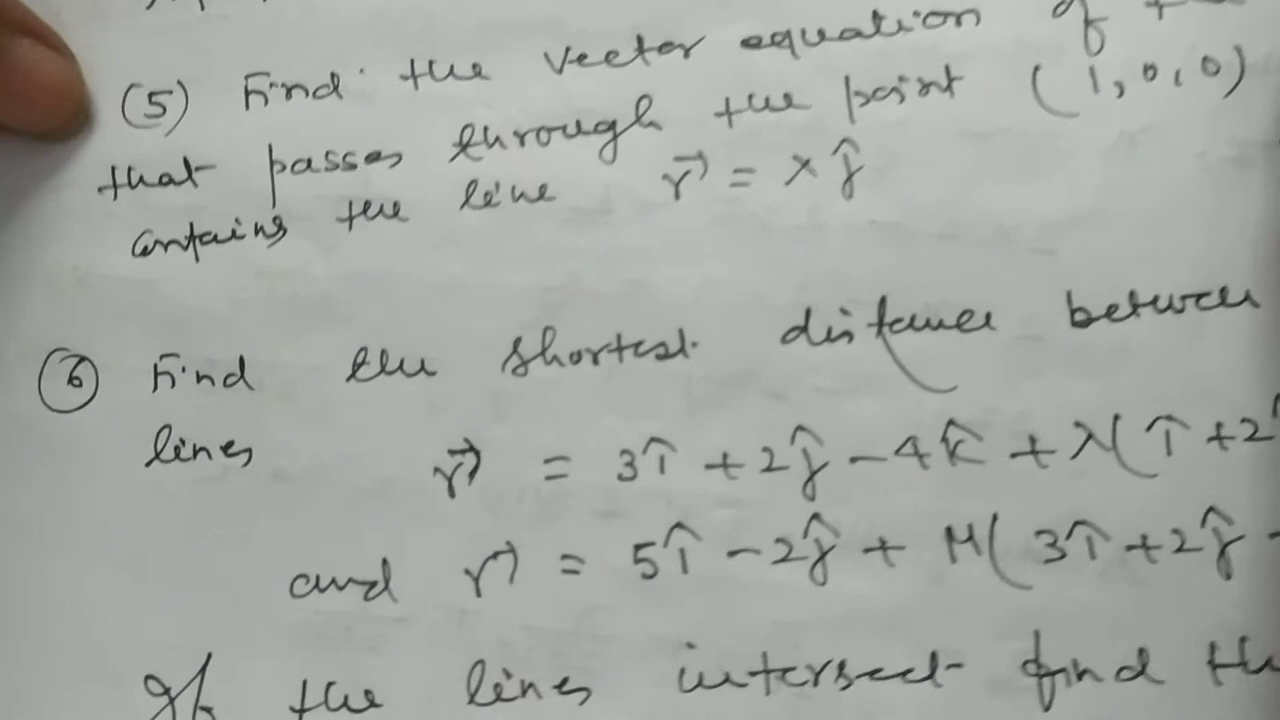 (5) Find the vector equation of
that passes through the point (1,0,0)
contains the line r⃗ = λĵ
⑥ Find the shortest distance between
lines r⃗ = 3î + 2ĵ - 4k̂ + λ(î + 2
and r⃗ = 5î - 2ĵ + μ(3î + 2ĵ
If the lines intersect find